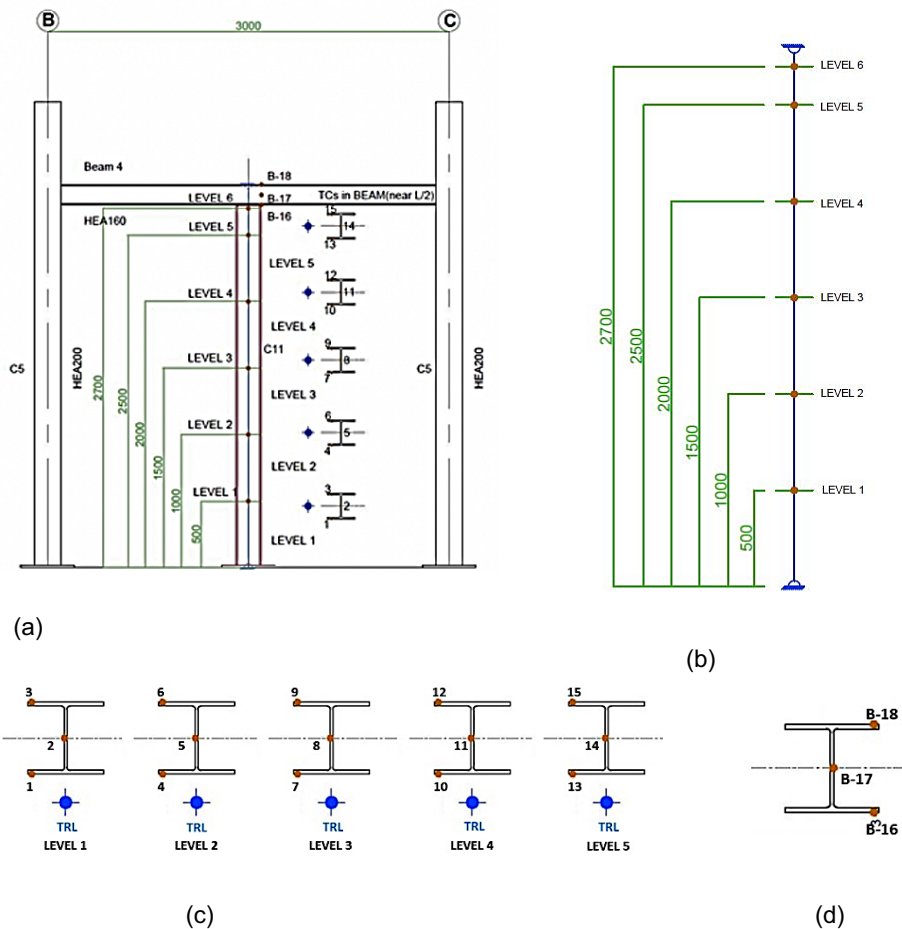 B
C
3000
Beam 4
B-18
LEVEL 6
B-17
TCs in BEAM(near L/2)
HEA160
B-16
15
14
13
LEVEL 5
LEVEL 5
12
11
10
LEVEL 4
LEVEL 4
9
8
7
C11
LEVEL 3
LEVEL 3
C5
HEA200
C5
HEA200
6
5
4
LEVEL 2
LEVEL 2
3
2
1
LEVEL 1
LEVEL 1
2700
2500
2000
1500
1000
500
(a)
LEVEL 6
LEVEL 5
LEVEL 4
LEVEL 3
LEVEL 2
LEVEL 1
2700
2500
2000
1500
1000
500
(b)
3
2
1
TRL
LEVEL 1
6
5
4
TRL
LEVEL 2
9
8
7
TRL
LEVEL 3
12
11
10
TRL
LEVEL 4
15
14
13
TRL
LEVEL 5
(c)
B-18
B-17
3
B-16
(d)